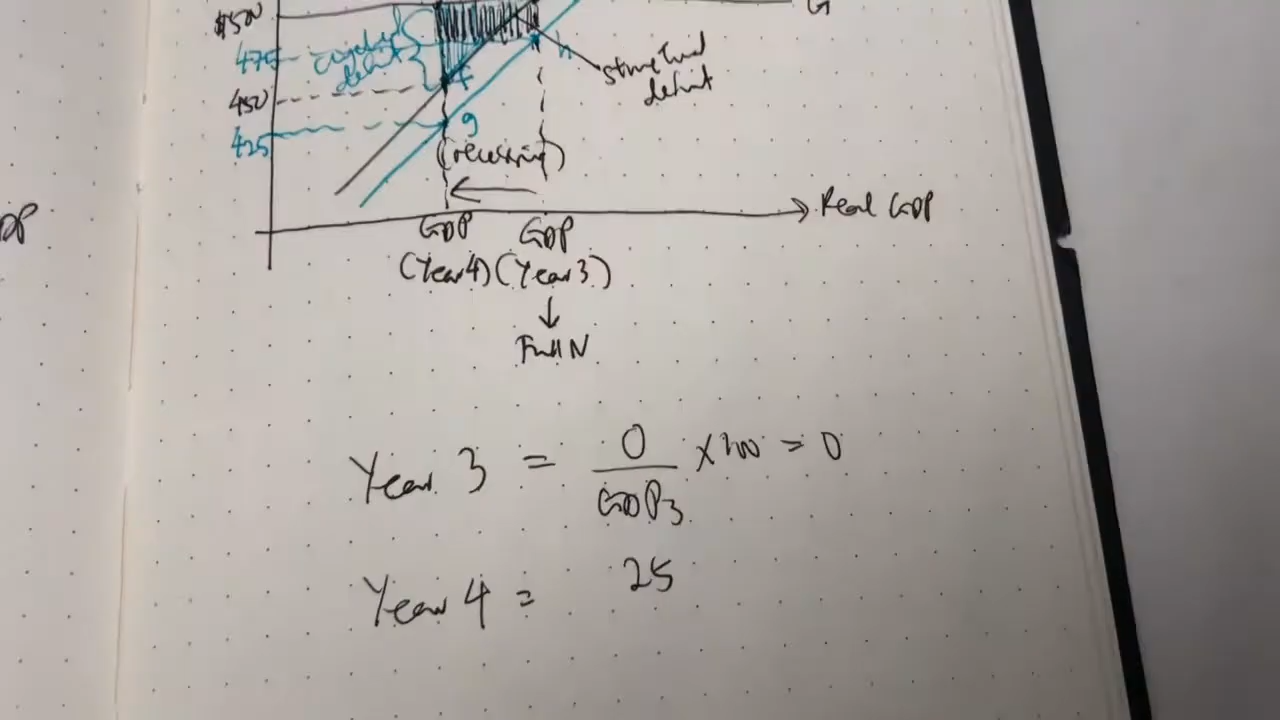 $500
G
475
cyclical
deficit
f
h
structural
deficit
450
425
g
(recession)
DP
Real GDP
GDP GDP
(Year 4) (Year 3)
Full N
Year 3 = 0/GDP3 × 100 = 0
Year 4 = 25